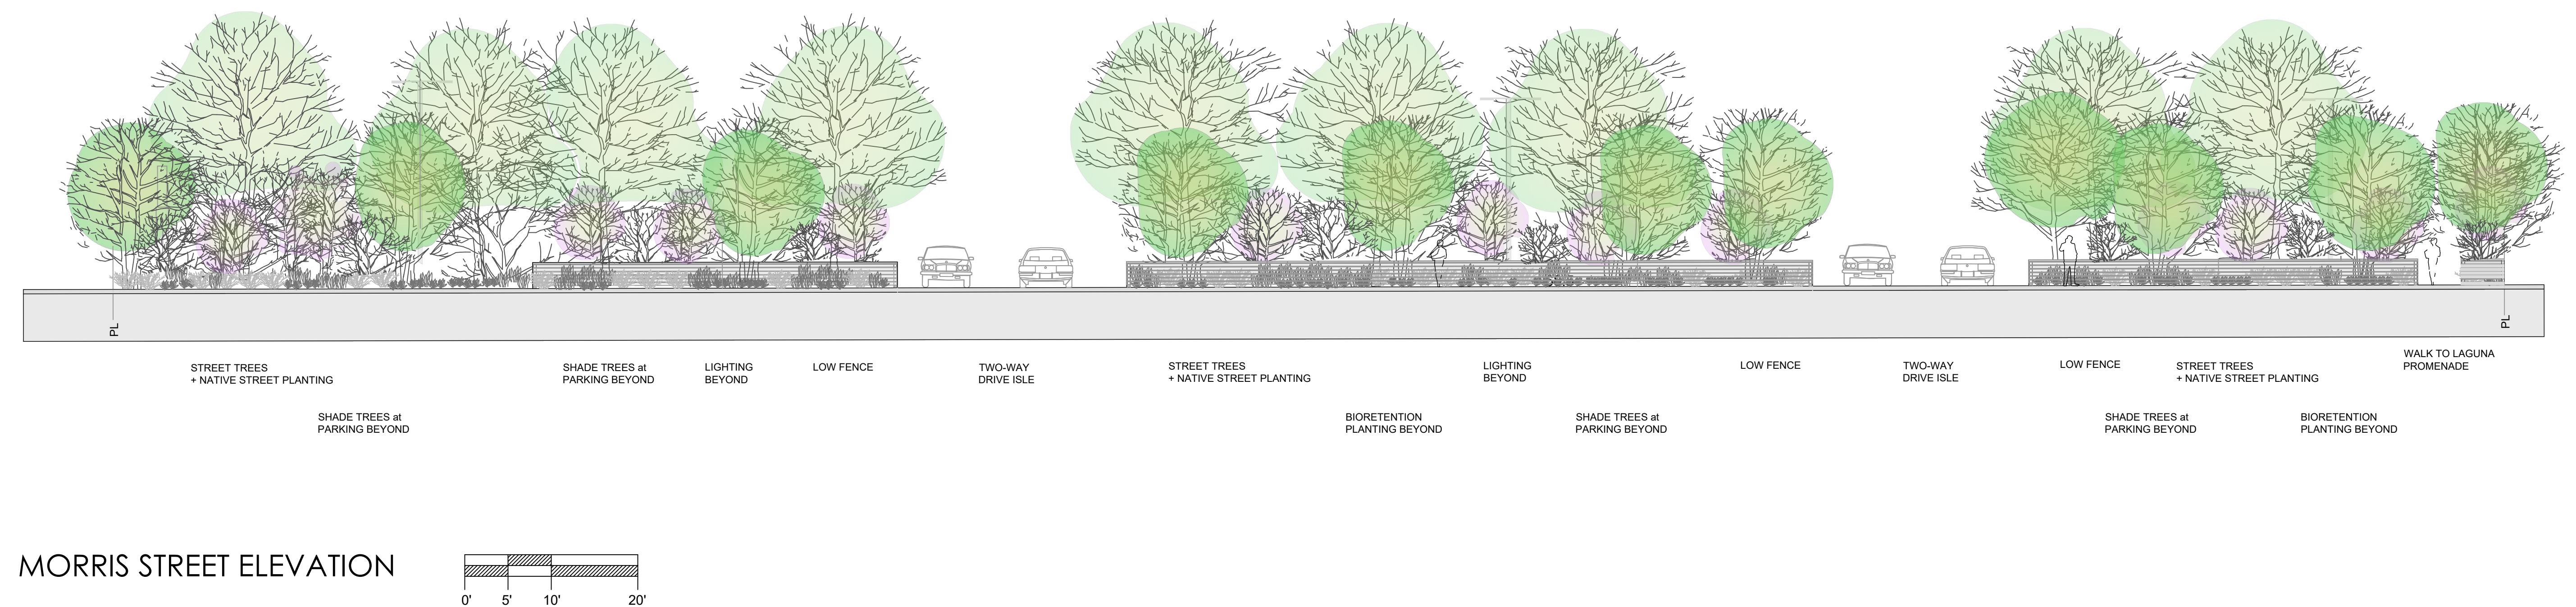 PL
PL
STREET TREES
+ NATIVE STREET PLANTING
SHADE TREES at
PARKING BEYOND
SHADE TREES at
PARKING BEYOND
LIGHTING
BEYOND
LOW FENCE
TWO-WAY
DRIVE ISLE
STREET TREES
+ NATIVE STREET PLANTING
BIORETENTION
PLANTING BEYOND
LIGHTING
BEYOND
SHADE TREES at
PARKING BEYOND
LOW FENCE
TWO-WAY
DRIVE ISLE
LOW FENCE
SHADE TREES at
PARKING BEYOND
STREET TREES
+ NATIVE STREET PLANTING
BIORETENTION
PLANTING BEYOND
WALK TO LAGUNA
PROMENADE
MORRIS STREET ELEVATION
0' 5' 10' 20'